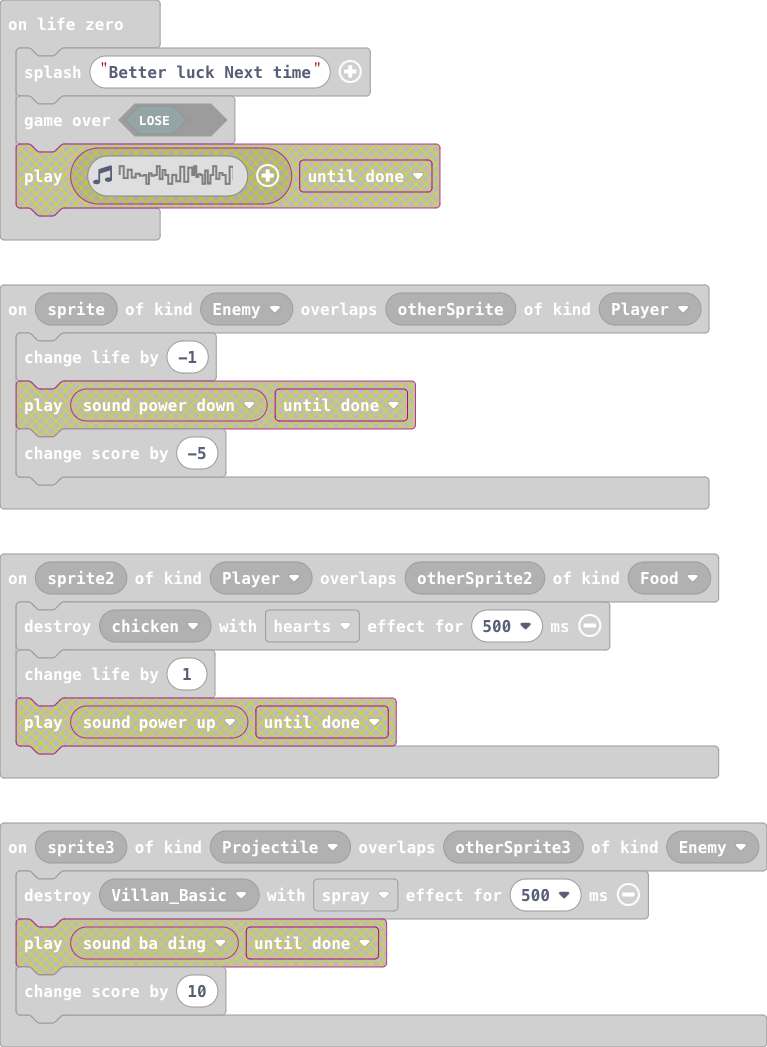 on life zero
splash "Better luck Next time"
game over LOSE
play until done
on sprite of kind Enemy overlaps otherSprite of kind Player
change life by -1
play sound power down until done
change score by -5
on sprite2 of kind Player overlaps otherSprite2 of kind Food
destroy chicken with hearts effect for 500 ms
change life by 1
play sound power up until done
on sprite3 of kind Projectile overlaps otherSprite3 of kind Enemy
destroy Villan_Basic with spray effect for 500 ms
play sound ba ding until done
change score by 10